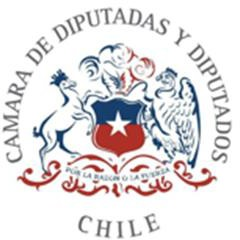 CAMARA DE DIPUTADAS Y DIPUTADOS
POR LA RAZON O LA FUERZA
CHILE